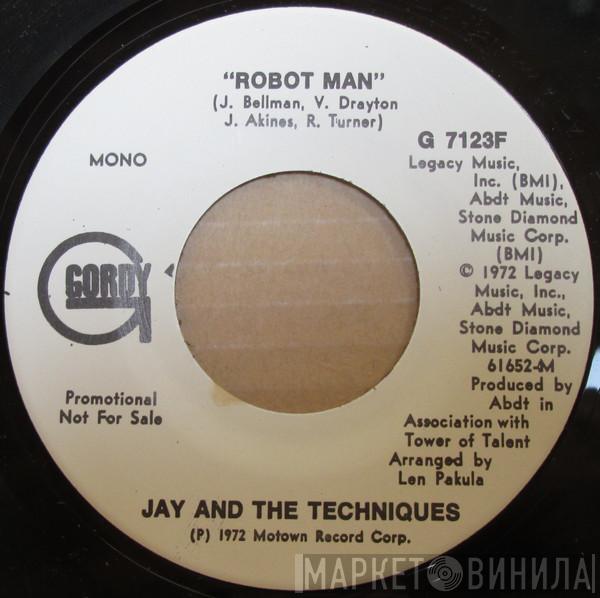 "ROBOT MAN"
(J. Bellman, V. Drayton
J. Akines, R. Turner)
MONO
G 7123F
Legacy Music,
Inc. (BMI),
Abdt Music,
Stone Diamond
Music Corp.
(BMI)
© 1972 Legacy
Music, Inc.,
Abdt Music,
Stone Diamond
Music Corp.
61652-M
Produced by
Abdt in
Association with
Tower of Talent
Arranged by
Len Pakula
GORDY
Promotional
Not For Sale
JAY AND THE TECHNIQUES
(P) 1972 Motown Record Corp.
МАРКЕТ ВИНИЛА